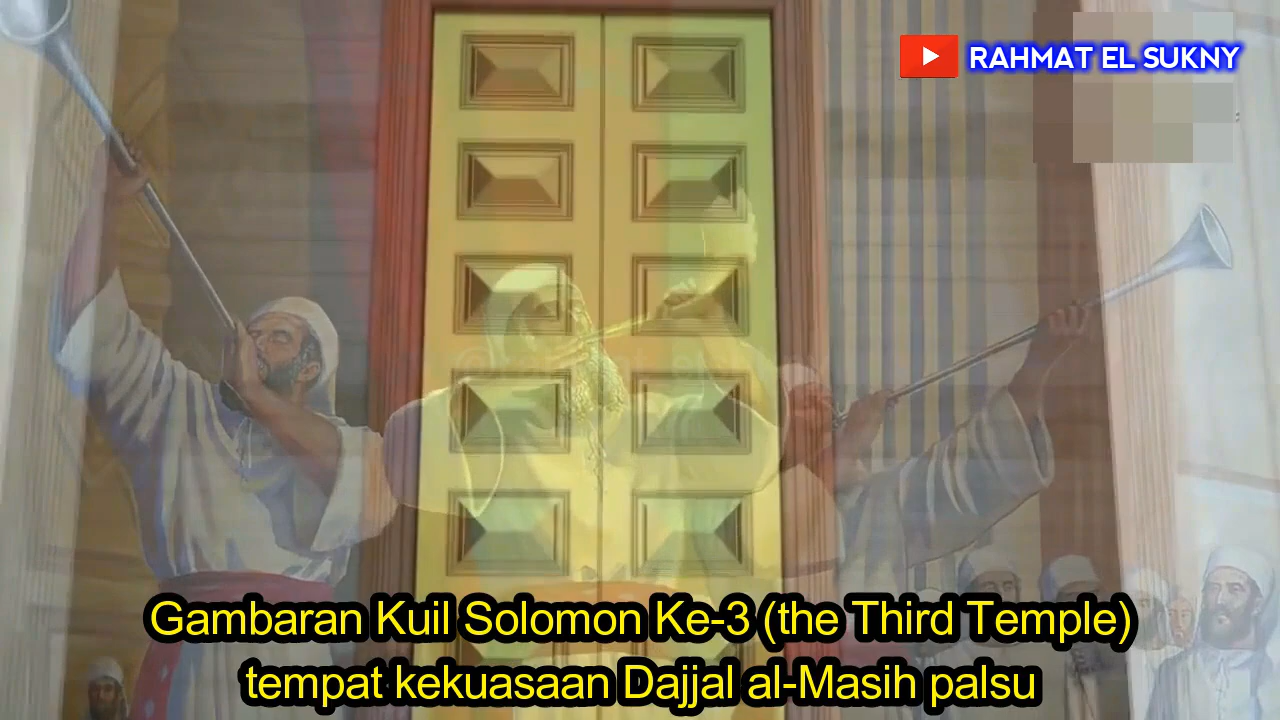 RAHMAT EL SUKNY
Gambaran Kuil Solomon Ke-3 (the Third Temple)
tempat kekuasaan Dajjal al-Masih palsu